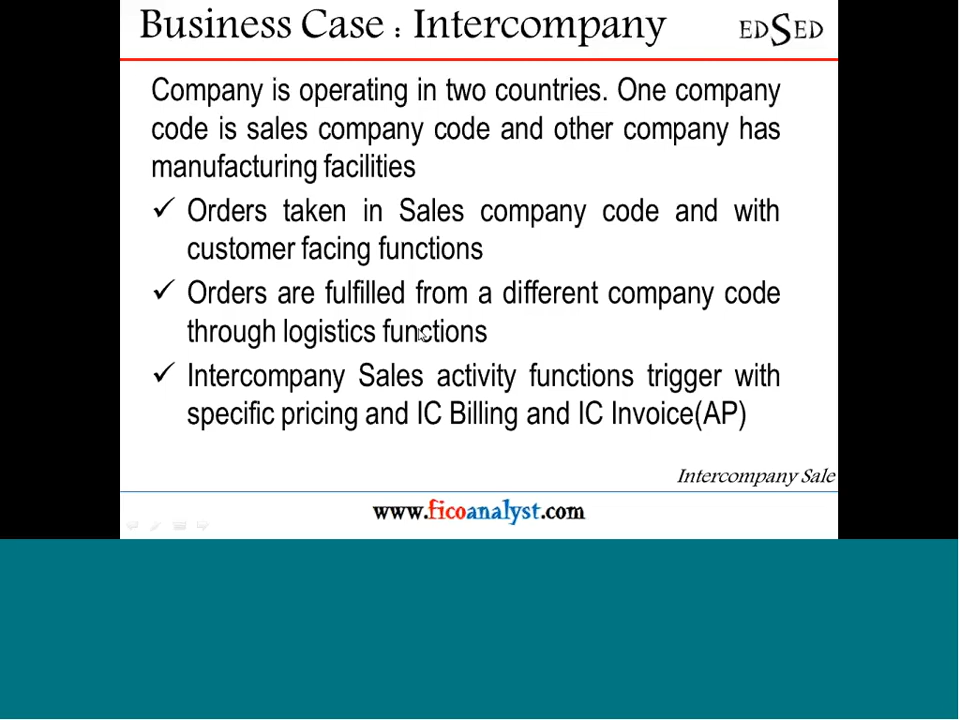 Business Case : Intercompany
EDSED
Company is operating in two countries. One company
code is sales company code and other company has
manufacturing facilities
✓ Orders taken in Sales company code and with
customer facing functions
✓ Orders are fulfilled from a different company code
through logistics functions
✓ Intercompany Sales activity functions trigger with
specific pricing and IC Billing and IC Invoice(AP)
Intercompany Sale
www.ficoanalyst.com